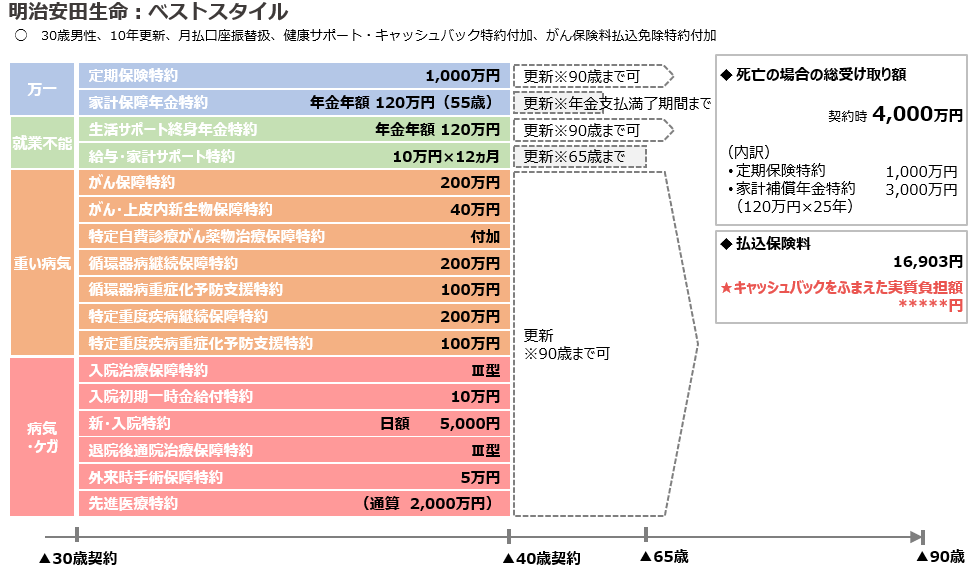 明治安田生命：ベストスタイル
〇 30歳男性、10年更新、月払口座振替扱、健康サポート・キャッシュバック特約付加、がん保険料払込免除特約付加
万一
定期保険特約 1,000万円
更新※90歳まで可
家計保障年金特約 年金年額 120万円（55歳）
更新※年金支払満了期間まで
就業不能
生活サポート終身年金特約 年金年額 120万円
更新※90歳まで可
給与・家計サポート特約 10万円×12ヵ月
更新※65歳まで
重い病気
がん保障特約 200万円
がん・上皮内新生物保障特約 40万円
特定自費診療がん薬物治療保障特約 付加
循環器病継続保障特約 200万円
循環器病重症化予防支援特約 100万円
特定重度疾病継続保障特約 200万円
特定重度疾病重症化予防支援特約 100万円
病気
・ケガ
入院治療保障特約 Ⅲ型
入院初期一時金給付特約 10万円
新・入院特約 日額 5,000円
退院後通院治療保障特約 Ⅲ型
外来時手術保障特約 5万円
先進医療特約 （通算 2,000万円）
更新
※90歳まで可
◆ 死亡の場合の総受け取り額
契約時 4,000万円
（内訳）
・定期保険特約 1,000万円
・家計補償年金特約 3,000万円
（120万円×25年）
◆ 払込保険料
16,903円
★キャッシュバックをふまえた実質負担額
*****円
▲30歳契約 ▲40歳契約 ▲65歳 ▲90歳